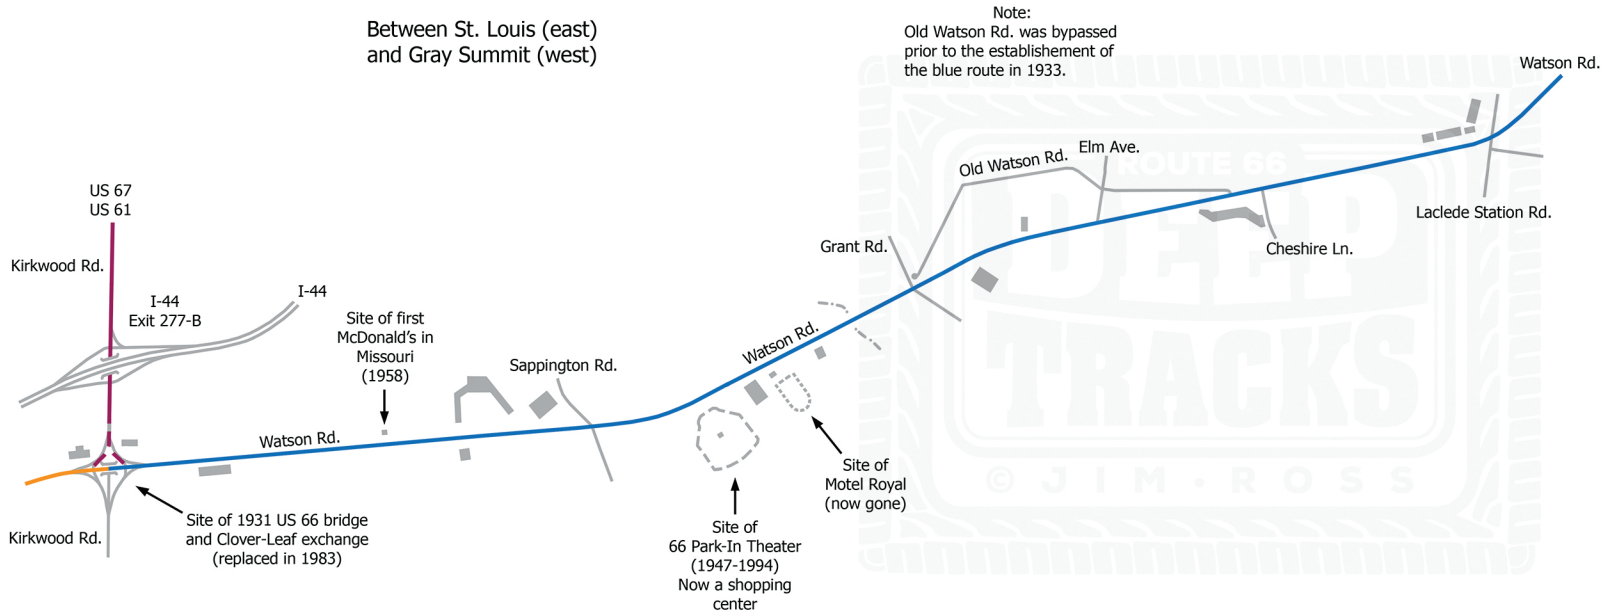 Between St. Louis (east)
and Gray Summit (west)
Note:
Old Watson Rd. was bypassed
prior to the establishement of
the blue route in 1933.
Watson Rd.
Elm Ave.
Old Watson Rd.
ROUTE 66
DEEP
TRACKS
© JIM • ROSS
US 67
US 61
Laclede Station Rd.
Grant Rd.
Cheshire Ln.
Kirkwood Rd.
I-44
I-44
Exit 277-B
Site of first
McDonald's in
Missouri
(1958)
Watson Rd.
Sappington Rd.
Watson Rd.
Site of
Motel Royal
(now gone)
Site of 1931 US 66 bridge
and Clover-Leaf exchange
(replaced in 1983)
Kirkwood Rd.
Site of
66 Park-In Theater
(1947-1994)
Now a shopping
center